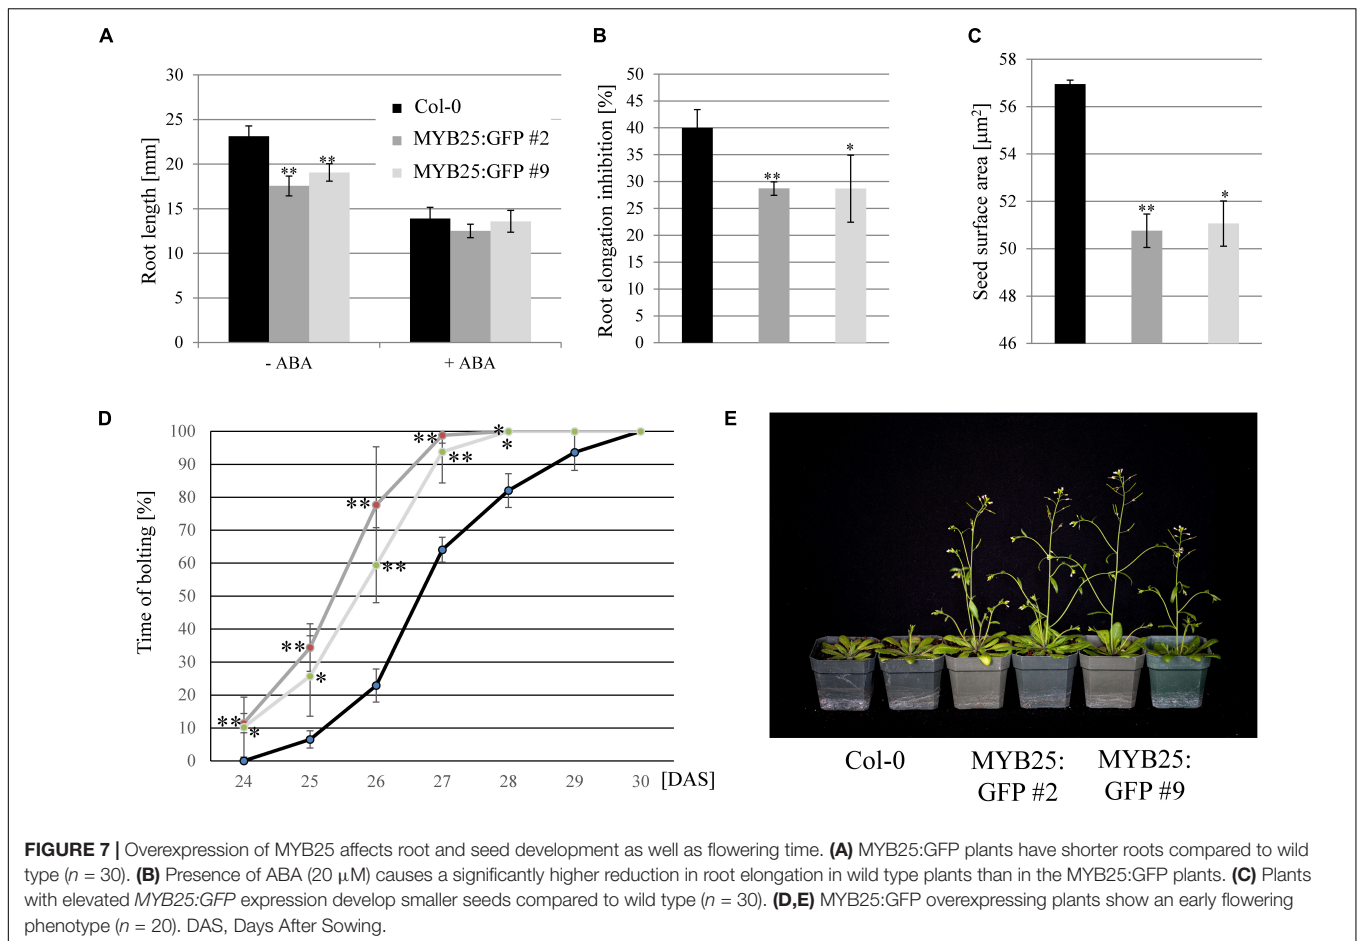 A
Root length [mm]
30
25
20
15
10
5
0
Col-0
MYB25:GFP #2
MYB25:GFP #9
** **
- ABA + ABA
B
Root elongation inhibition [%]
50
45
40
35
30
25
20
15
10
5
0
** *
C
Seed surface area [µm²]
58
56
54
52
50
48
46
** *
D
Time of bolting [%]
100
90
80
70
60
50
40
30
20
10
0
** *
** *
** **
** **
* *
24 25 26 27 28 29 30 [DAS]
E
Col-0 MYB25: MYB25:
GFP #2 GFP #9
FIGURE 7 | Overexpression of MYB25 affects root and seed development as well as flowering time. (A) MYB25:GFP plants have shorter roots compared to wild
type (n = 30). (B) Presence of ABA (20 µM) causes a significantly higher reduction in root elongation in wild type plants than in the MYB25:GFP plants. (C) Plants
with elevated MYB25:GFP expression develop smaller seeds compared to wild type (n = 30). (D,E) MYB25:GFP overexpressing plants show an early flowering
phenotype (n = 20). DAS, Days After Sowing.